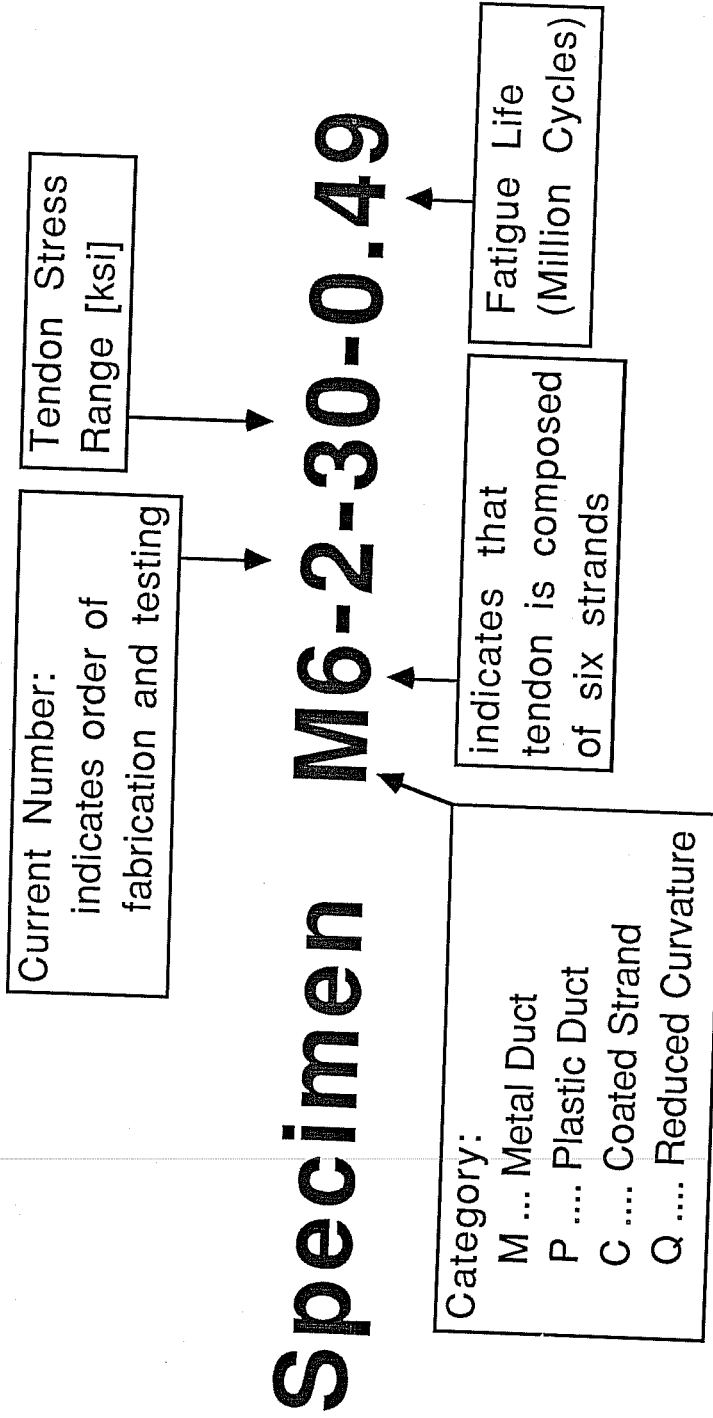 Current Number:
indicates order of
fabrication and testing
Tendon Stress
Range [ksi]
Specimen M6-2-30-0.49
Category:
M ... Metal Duct
P .... Plastic Duct
C .... Coated Strand
Q .... Reduced Curvature
indicates that
tendon is composed
of six strands
Fatigue Life
(Million Cycles)